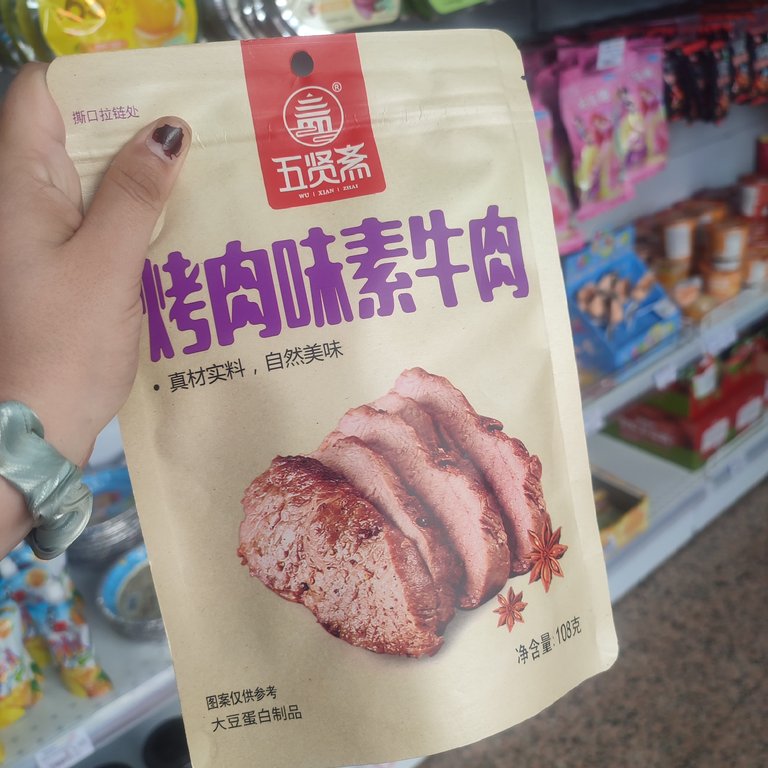 撕口拉链处
®
五贤斋
WU | XIAN | ZHAI
烤肉味素牛肉
• 真材实料，自然美味
净含量:108克
图案仅供参考
大豆蛋白制品